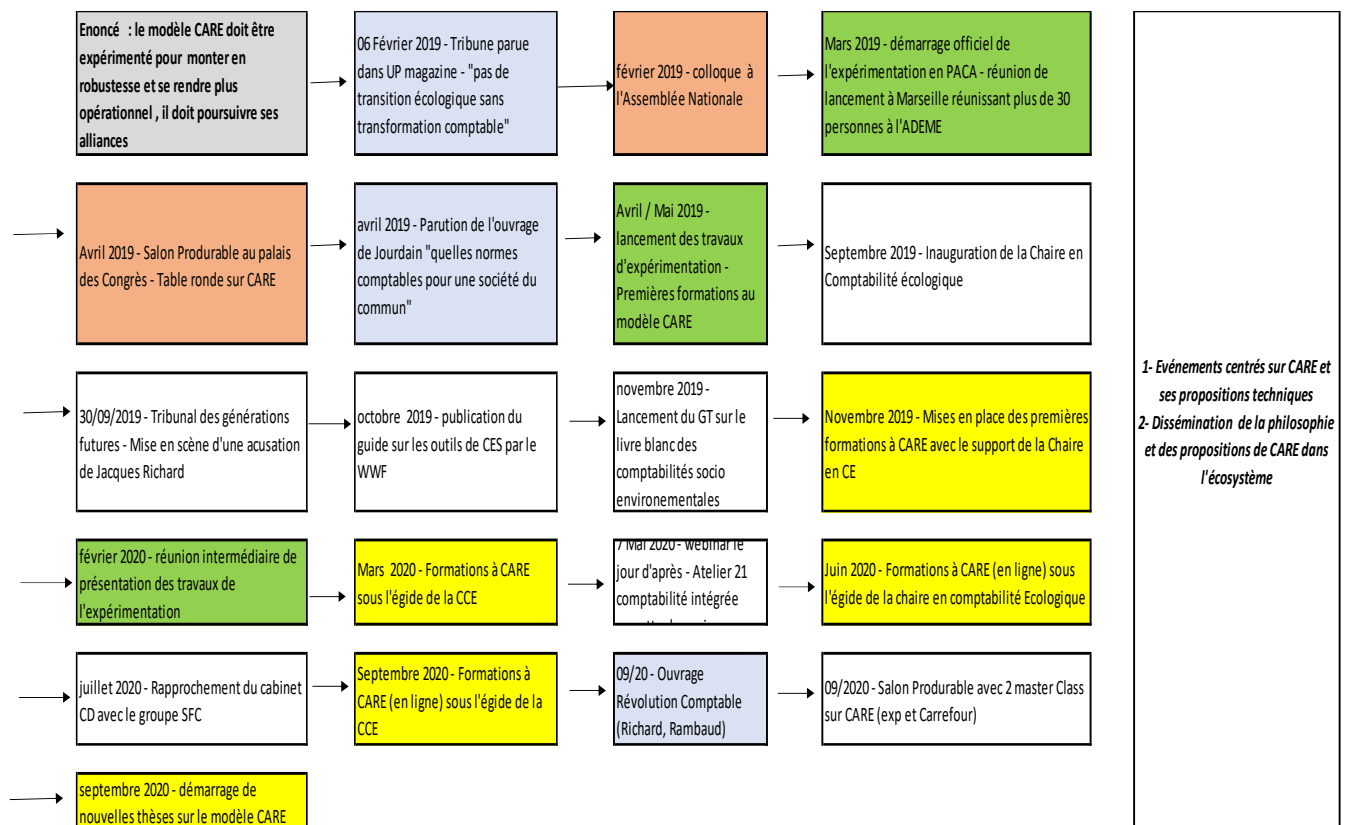 Enoncé : le modèle CARE doit être
expérimenté pour monter en
robustesse et se rendre plus
opérationnel , il doit poursuivre ses
alliances
06 Février 2019 - Tribune parue
dans UP magazine - "pas de
transition écologique sans
transformation comptable"
février 2019 - colloque à
l'Assemblée Nationale
Mars 2019 - démarrage officiel de
l'expérimentation en PACA - réunion de
lancement à Marseille réunissant plus de 30
personnes à l'ADEME
Avril 2019 - Salon Produrable au palais
des Congrès - Table ronde sur CARE
avril 2019 - Parution de l'ouvrage
de Jourdain "quelles normes
comptables pour une société du
commun"
Avril / Mai 2019 -
lancement des travaux
d'expérimentation -
Premières formations au
modèle CARE
Septembre 2019 - Inauguration de la Chaire en
Comptabilité écologique
30/09/2019 - Tribunal des générations
futures - Mise en scène d'une acusation
de Jacques Richard
octobre 2019 - publication du
guide sur les outils de CES par le
WWF
novembre 2019 -
Lancement du GT sur le
livre blanc des
comptabilités socio
environementales
Novembre 2019 - Mises en place des premières
formations à CARE avec le support de la Chaire
en CE
février 2020 - réunion intermédiaire de
présentation des travaux de
l'expérimentation
Mars 2020 - Formations à CARE
sous l'égide de la CCE
7 Mai 2020 - webinar le
jour d'après - Atelier 21
comptabilité intégrée
Juin 2020 - Formations à CARE (en ligne) sous
l'égide de la chaire en comptabilité Ecologique
juillet 2020 - Rapprochement du cabinet
CD avec le groupe SFC
Septembre 2020 - Formations à
CARE (en ligne) sous l'égide de la
CCE
09/20 - Ouvrage
Révolution Comptable
(Richard, Rambaud)
09/2020 - Salon Produrable avec 2 master Class
sur CARE (exp et Carrefour)
septembre 2020 - démarrage de
nouvelles thèses sur le modèle CARE
1- Evénements centrés sur CARE et
ses propositions techniques
2- Dissémination de la philosophie
et des propositions de CARE dans
l'écosystème